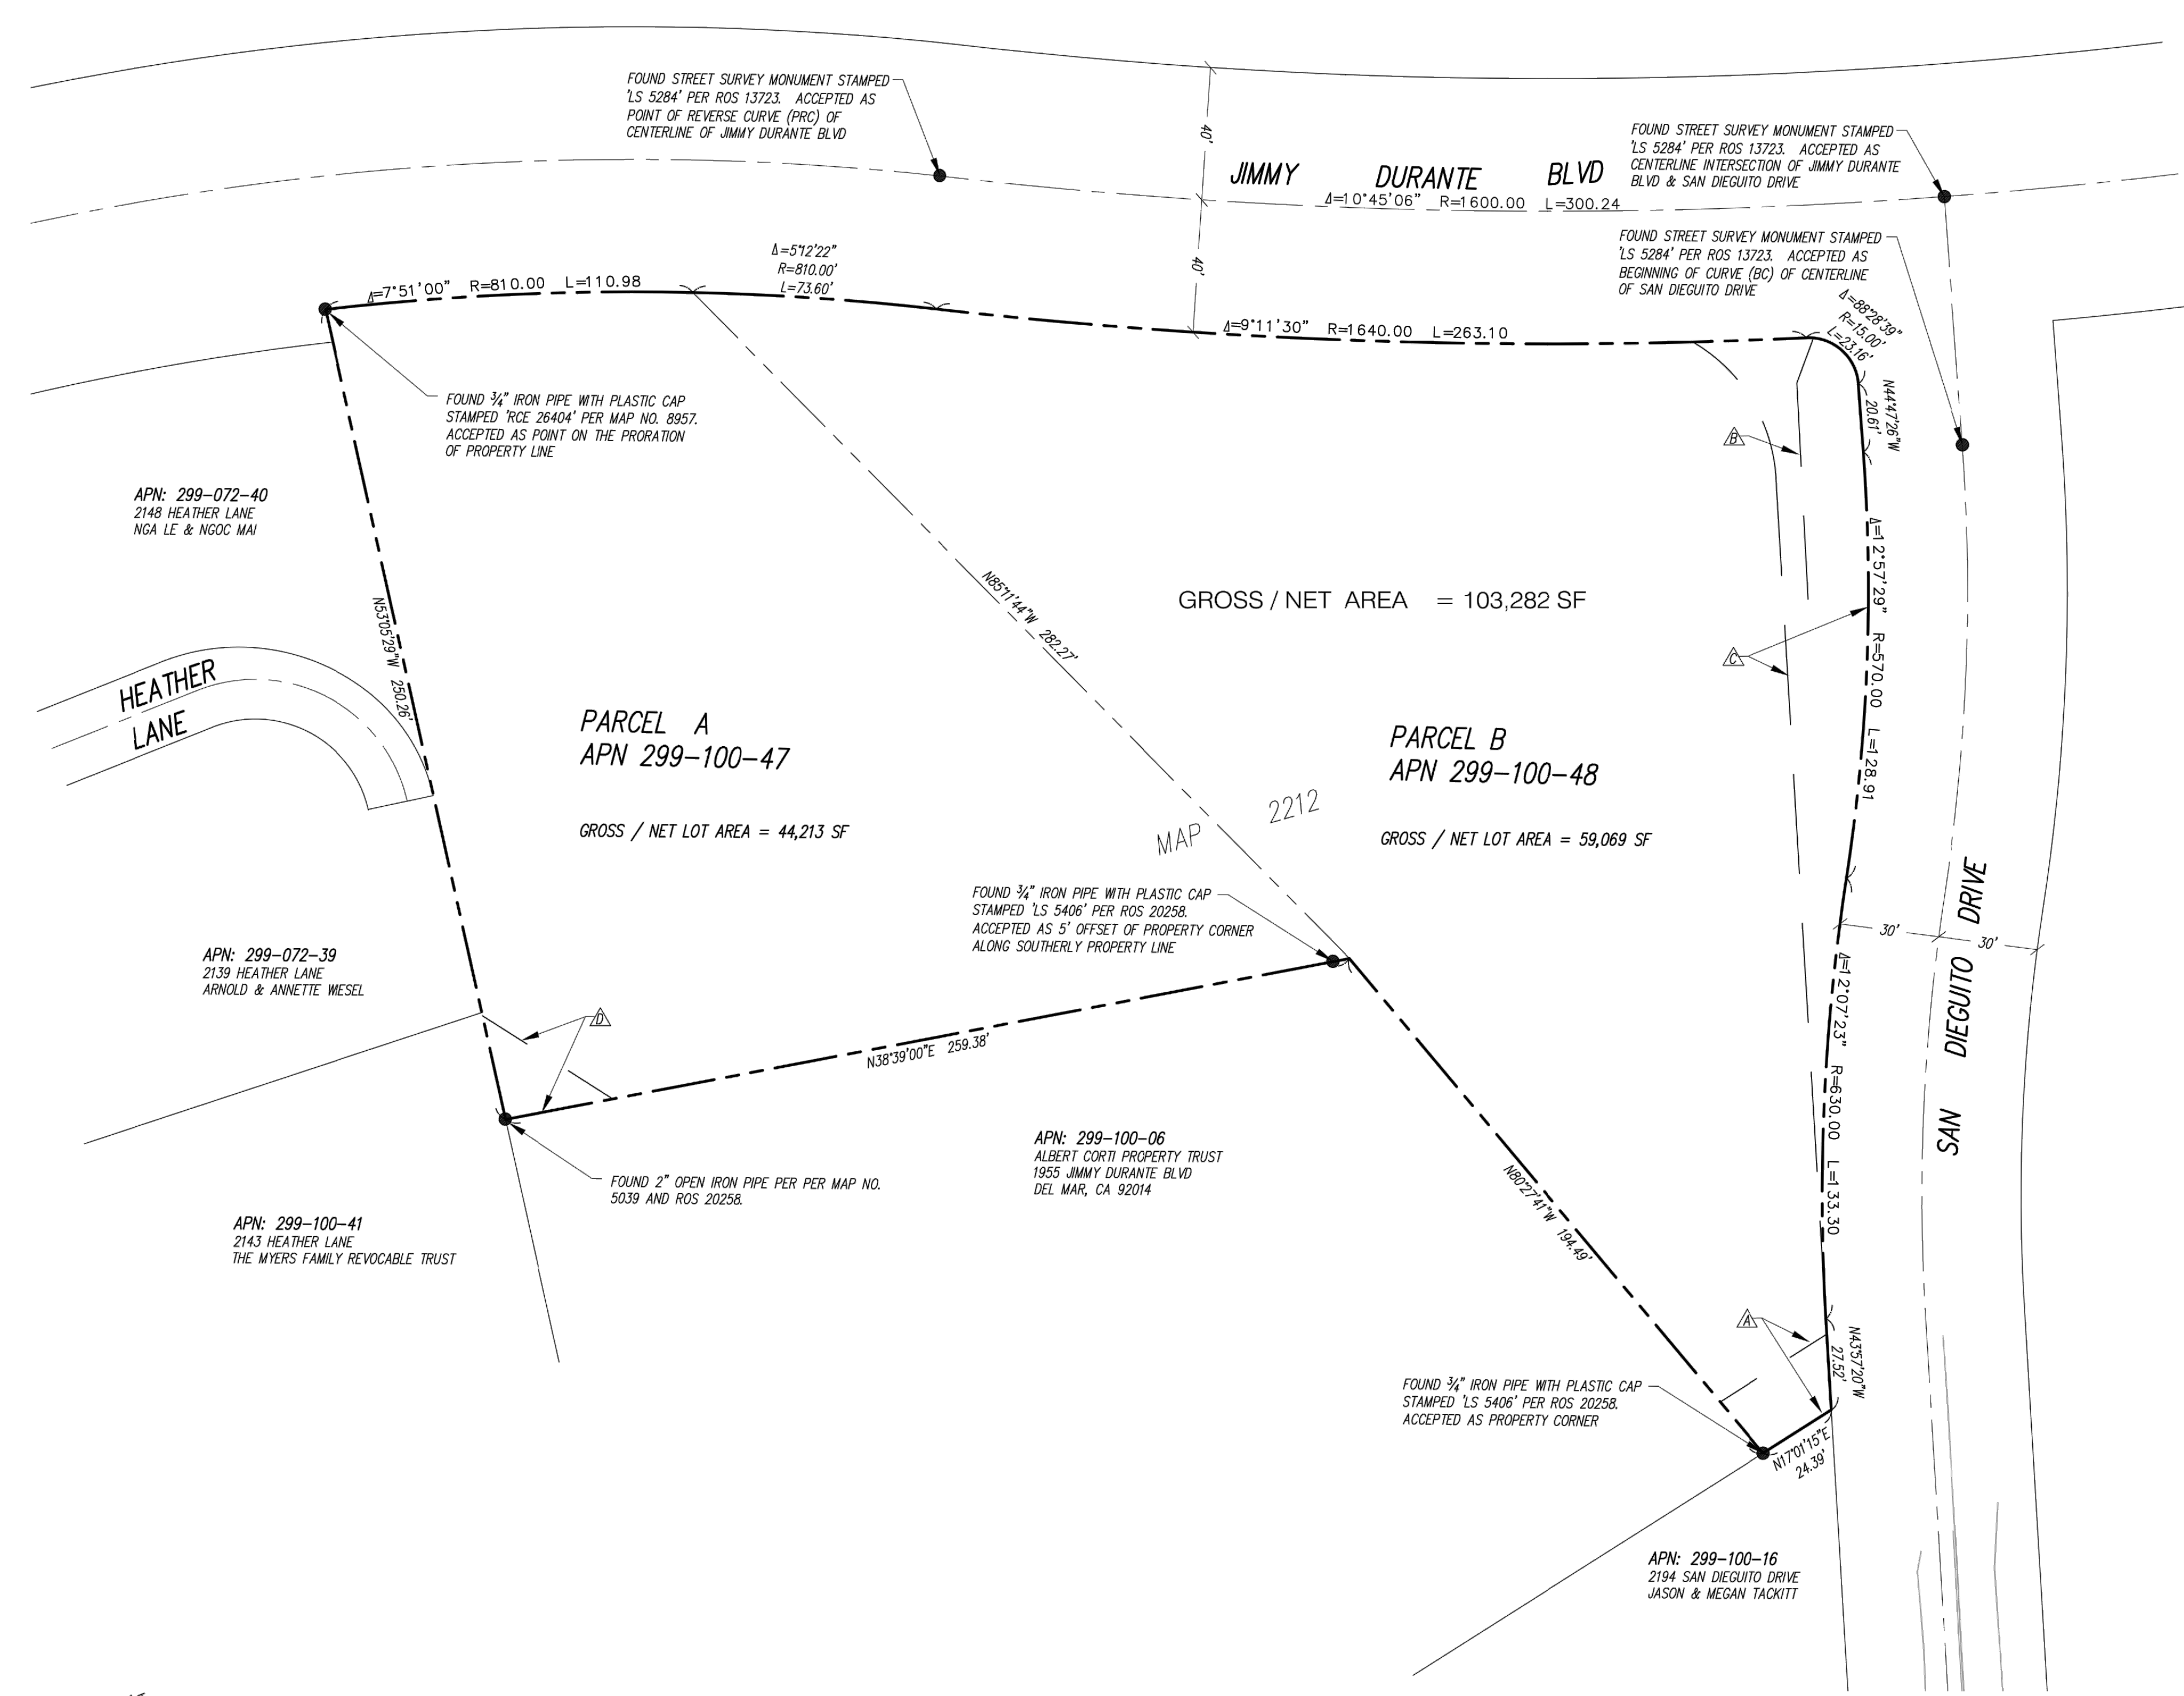 FOUND STREET SURVEY MONUMENT STAMPED
'LS 5284' PER ROS 13723. ACCEPTED AS
POINT OF REVERSE CURVE (PRC) OF
CENTERLINE OF JIMMY DURANTE BLVD
40'
JIMMY DURANTE BLVD
Δ=10°45'06" R=1600.00 L=300.24
FOUND STREET SURVEY MONUMENT STAMPED
'LS 5284' PER ROS 13723. ACCEPTED AS
CENTERLINE INTERSECTION OF JIMMY DURANTE
BLVD & SAN DIEGUITO DRIVE
FOUND STREET SURVEY MONUMENT STAMPED
'LS 5284' PER ROS 13723. ACCEPTED AS
BEGINNING OF CURVE (BC) OF CENTERLINE
OF SAN DIEGUITO DRIVE
40'
Δ=5°12'22"
R=810.00'
L=73.60'
Δ=7°51'00" R=810.00 L=110.98
Δ=9°11'30" R=1640.00 L=263.10
Δ=88°28'39"
R=15.00'
L=23.16'
N44°47'26"W
20.61'
FOUND ¾" IRON PIPE WITH PLASTIC CAP
STAMPED 'RCE 26404' PER MAP NO. 8957.
ACCEPTED AS POINT ON THE PRORATION
OF PROPERTY LINE
B
APN: 299-072-40
2148 HEATHER LANE
NGA LE & NGOC MAI
N53°05'29"W 250.26'
N85°11'44"W 282.27'
GROSS / NET AREA = 103,282 SF
C
Δ=12°57'29" R=570.00 L=128.91
HEATHER
LANE
PARCEL A
APN 299-100-47
GROSS / NET LOT AREA = 44,213 SF
PARCEL B
APN 299-100-48
GROSS / NET LOT AREA = 59,069 SF
MAP 2212
FOUND ¾" IRON PIPE WITH PLASTIC CAP
STAMPED 'LS 5406' PER ROS 20258.
ACCEPTED AS 5' OFFSET OF PROPERTY CORNER
ALONG SOUTHERLY PROPERTY LINE
30'
30'
SAN DIEGUITO DRIVE
APN: 299-072-39
2139 HEATHER LANE
ARNOLD & ANNETTE WIESEL
D
N38°39'00"E 259.38'
Δ=12°07'23" R=630.00 L=133.30
APN: 299-100-06
ALBERT CORTI PROPERTY TRUST
1955 JIMMY DURANTE BLVD
DEL MAR, CA 92014
FOUND 2" OPEN IRON PIPE PER PER MAP NO.
5039 AND ROS 20258.
N80°27'41"W 194.49'
APN: 299-100-41
2143 HEATHER LANE
THE MYERS FAMILY REVOCABLE TRUST
A
N43°57'20"W
27.52'
FOUND ¾" IRON PIPE WITH PLASTIC CAP
STAMPED 'LS 5406' PER ROS 20258.
ACCEPTED AS PROPERTY CORNER
N17°01'15"E
24.39'
APN: 299-100-16
2194 SAN DIEGUITO DRIVE
JASON & MEGAN TACKITT